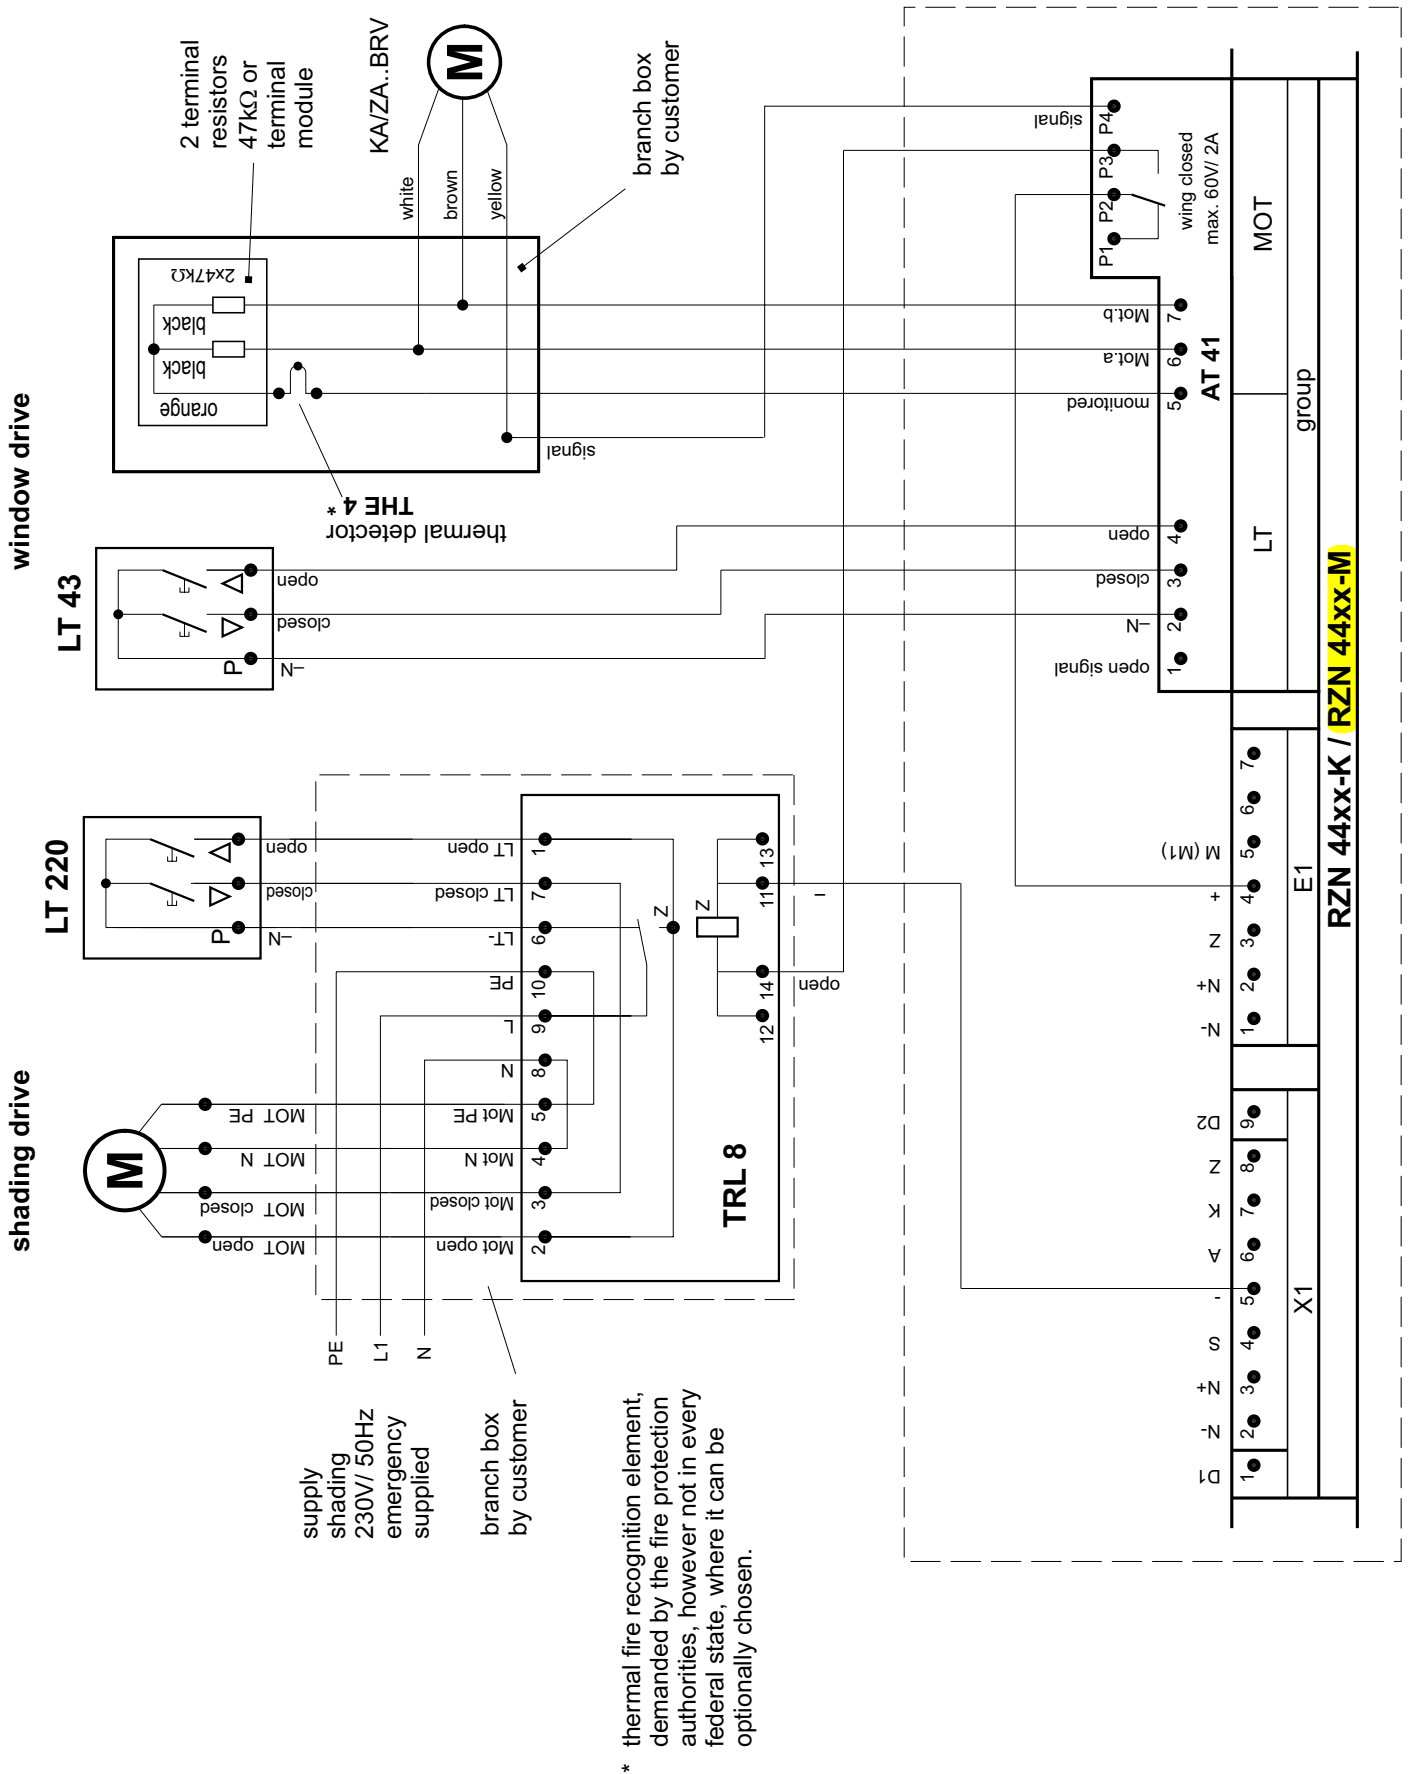 window drive
shading drive
2 terminal
resistors
47kΩ or
terminal
module
KA/ZA..BRV
M
branch box
by customer
white
brown
yellow
2x47kΩ
black
black
orange
thermal detector
THE 4 *
signal
LT 43
P
–N
closed
open
LT 220
P
–N
closed
open
M
MOT PE
MOT N
MOT closed
MOT open
PE
L1
N
supply
shading
230V/ 50Hz
emergency
supplied
branch box
by customer
LT open
LT closed
LT-
PE
L
N
Mot PE
Mot N
Mot closed
Mot open
1
7
6
10
9
8
5
4
3
2
Z
Z
13
11
14
12
TRL 8
–
open
* thermal fire recognition element,
demanded by the fire protection
authorities, however not in every
federal state, where it can be
optionally chosen.
signal
P4
P3
P2
P1
wing closed
max. 60V/ 2A
Mot.b
Mot.a
monitored
open
closed
–N
open signal
7
6
5
4
3
2
1
AT 41
MOT
LT
group
M (M1)
+
Z
N+
N-
7
6
5
4
3
2
1
E1
D2
Z
K
A
-
S
N+
N-
D1
9
8
7
6
5
4
3
2
1
X1
RZN 44xx-K / RZN 44xx-M